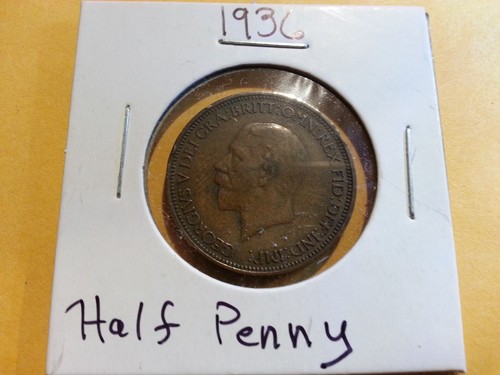 1936
GEORGIVS V DEI GRA: BRITT: OMN: REX FID: DEF: IND: IMP:
Half Penny